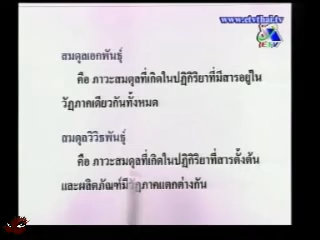 www.etvthai.tv
ETV
สมดุลเอกพันธุ์
คือ ภาวะสมดุลที่เกิดในปฏิกิริยาที่มีสารอยู่ใน
วัฏภาคเดียวกันทั้งหมด
สมดุลวิวิธพันธุ์
คือ ภาวะสมดุลที่เกิดในปฏิกิริยาที่สารตั้งต้น
และผลิตภัณฑ์มีวัฏภาคแตกต่างกัน